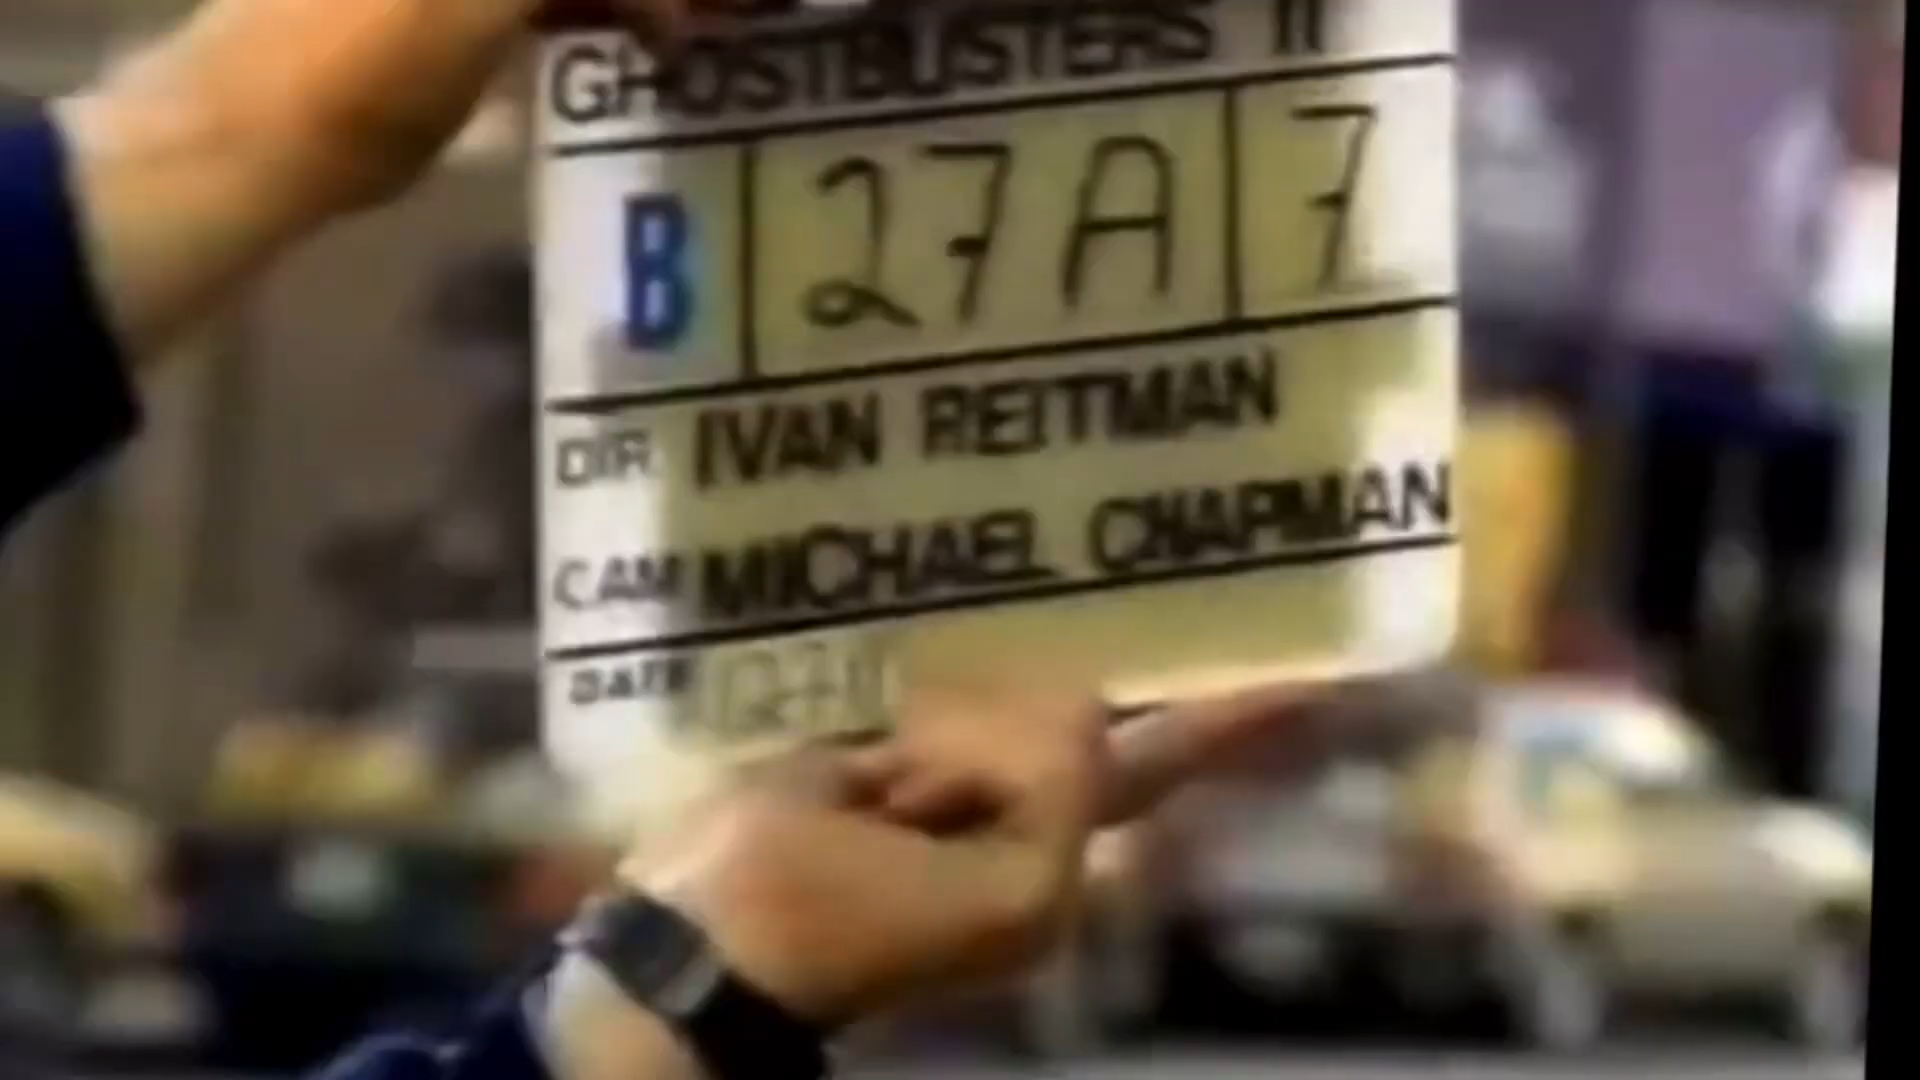 GHOSTBUSTERS II
B 27A 7
DIR. IVAN REITMAN
CAM MICHAEL CHAPMAN
DATE